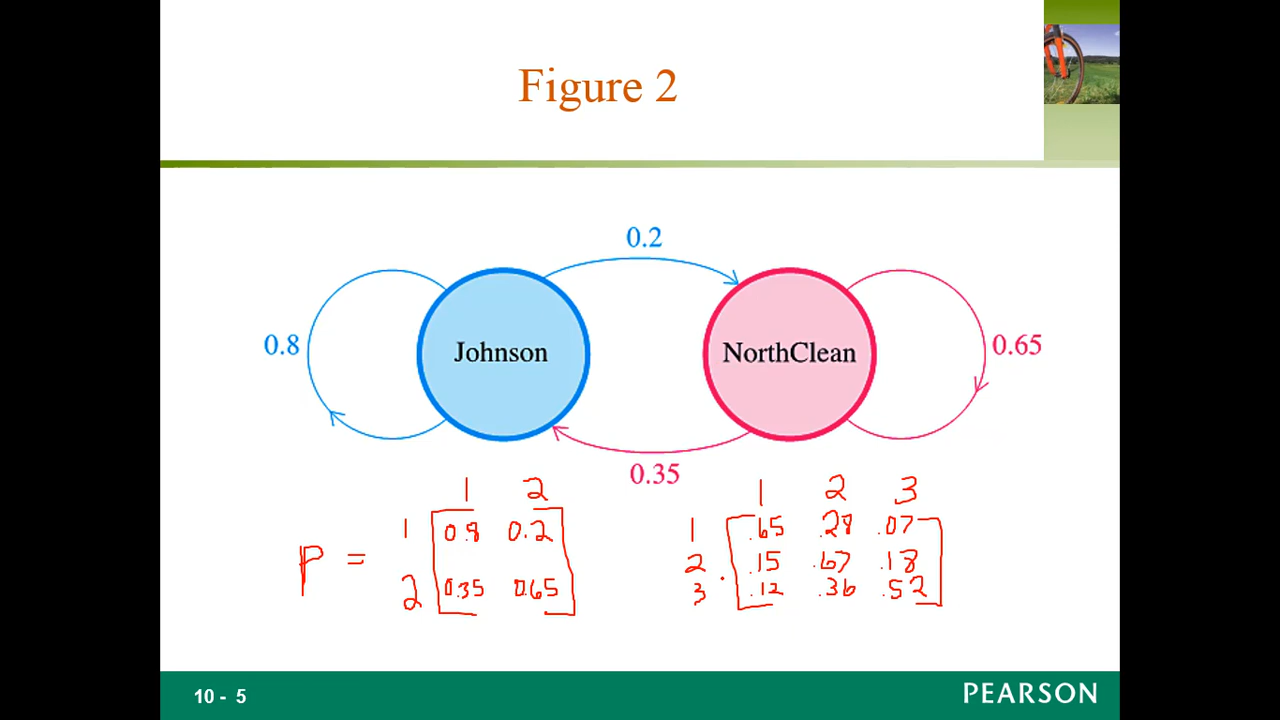 Figure 2
0.2
0.8
Johnson
NorthClean
0.65
0.35
1 2
P = 1 0.8 0.2
2 0.35 0.65
1 2 3
1 .65 .28 .07
2 .15 .67 .18
3 .12 .36 .52
10 - 5
PEARSON